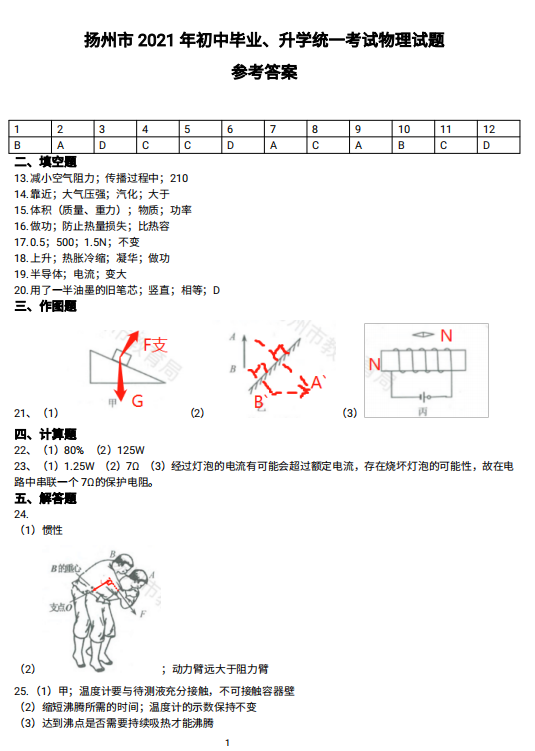 扬州市 2021 年初中毕业、升学统一考试物理试题
参考答案
1 2 3 4 5 6 7 8 9 10 11 12
B A D C C D A C A B C D
二、填空题
13.减小空气阻力；传播过程中；210
14.靠近；大气压强；汽化；大于
15.体积（质量、重力）；物质；功率
16.做功；防止热量损失；比热容
17.0.5；500；1.5N；不变
18.上升；热胀冷缩；凝华；做功
19.半导体；电流；变大
20.用了一半油墨的旧笔芯；竖直；相等；D
三、作图题
F支
G
甲
A
B
A`
B`
N
N
丙
21、（1） （2） （3）
四、计算题
22、（1）80% （2）125W
23、（1）1.25W （2）7Ω （3）经过灯泡的电流有可能会超过额定电流，存在烧坏灯泡的可能性，故在电
路中串联一个 7Ω的保护电阻。
五、解答题
24.
（1）惯性
B
B的重心
A
支点O
F
（2） ；动力臂远大于阻力臂
25.（1）甲；温度计要与待测液充分接触，不可接触容器壁
（2）缩短沸腾所需的时间；温度计的示数保持不变
（3）达到沸点是否需要持续吸热才能沸腾
1